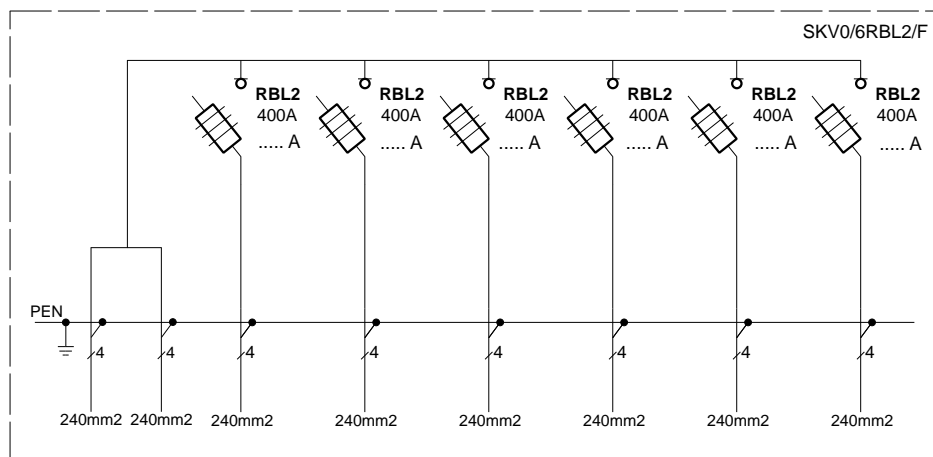 SKV0/6RBL2/F
RBL2 RBL2 RBL2 RBL2 RBL2 RBL2
400A 400A 400A 400A 400A 400A
..... A ..... A ..... A ..... A ..... A ..... A
PEN
4 4 4 4 4 4 4 4
240mm2 240mm2 240mm2 240mm2 240mm2 240mm2 240mm2 240mm2